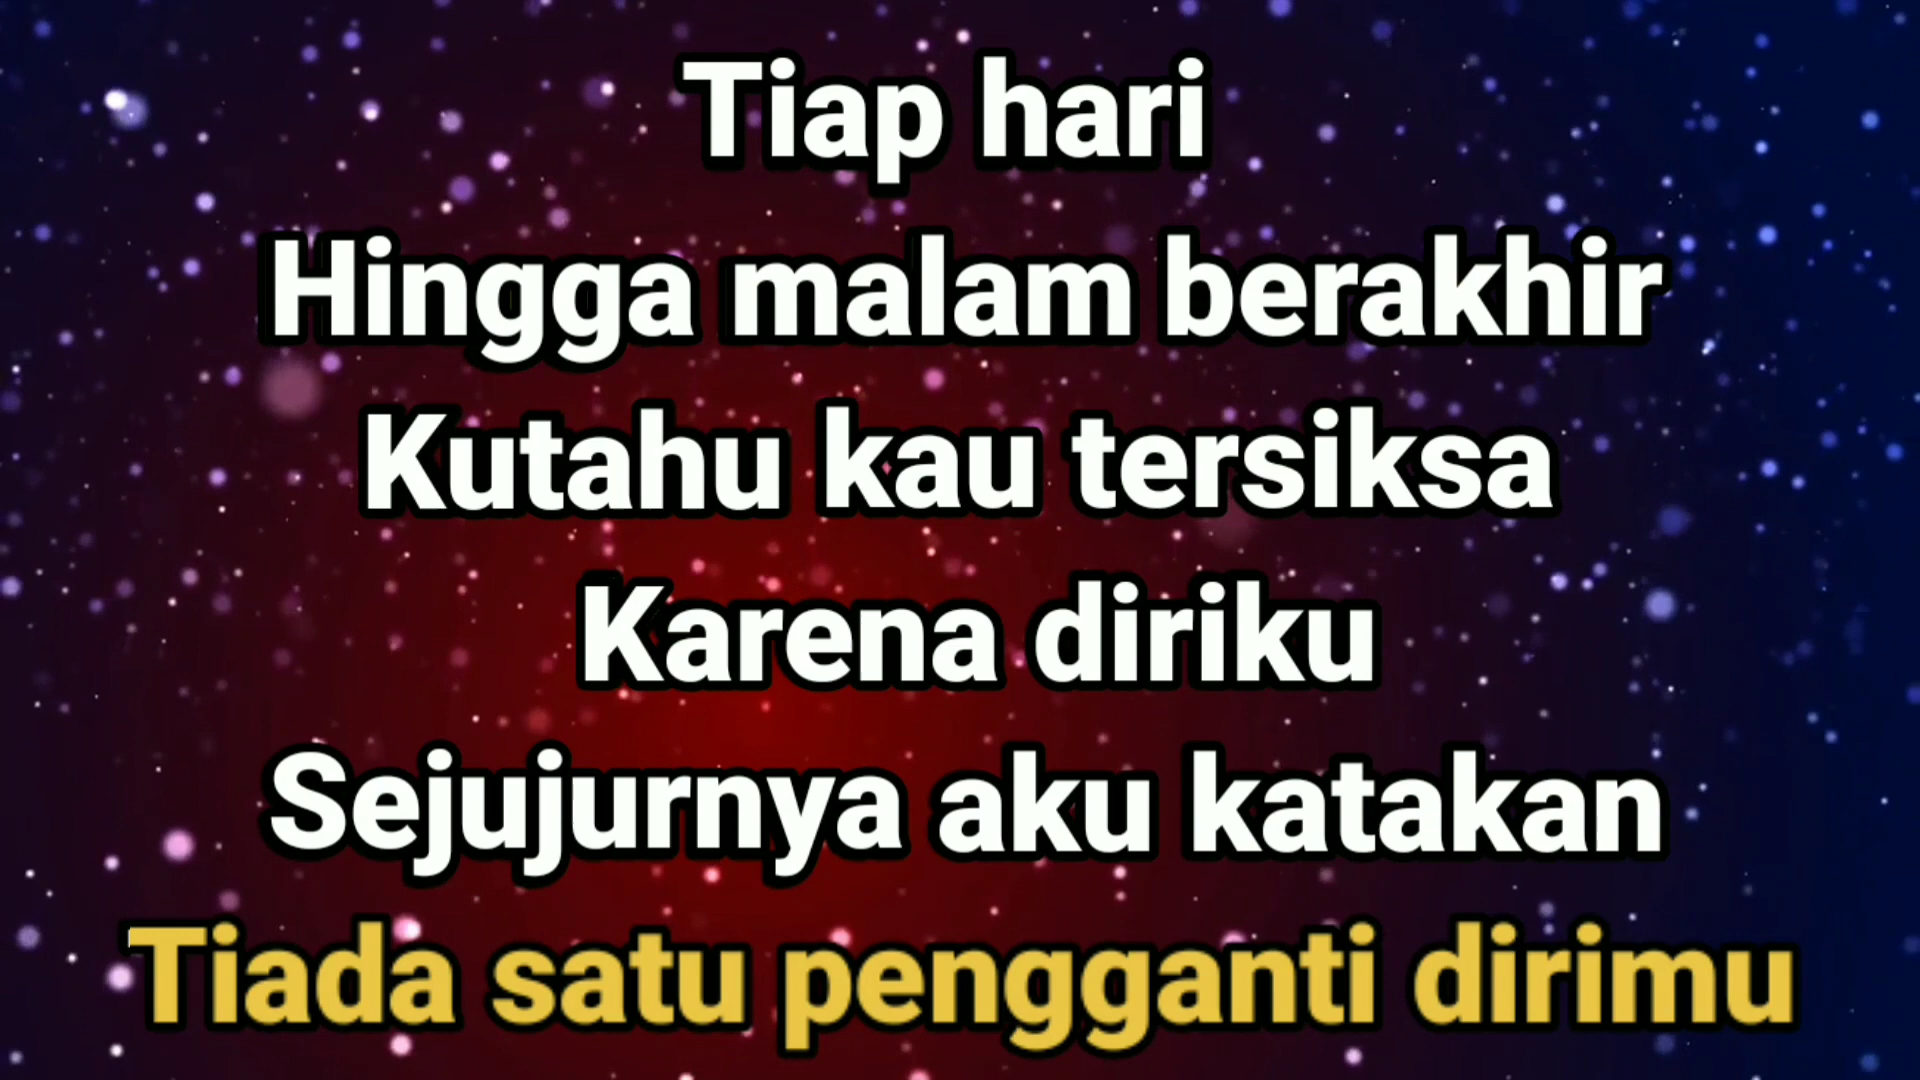 Tiap hari
Hingga malam berakhir
Kutahu kau tersiksa
Karena diriku
Sejujurnya aku katakan
Tiada satu pengganti dirimu